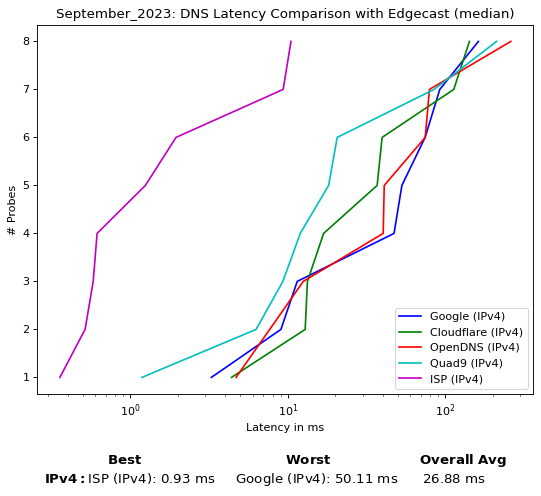 September_2023: DNS Latency Comparison with Edgecast (median)
# Probes
8
7
6
5
4
3
2
1
Google (IPv4)
Cloudflare (IPv4)
OpenDNS (IPv4)
Quad9 (IPv4)
ISP (IPv4)
10⁰ 10¹ 10²
Latency in ms
Best Worst Overall Avg
IPv4: ISP (IPv4): 0.93 ms Google (IPv4): 50.11 ms 26.88 ms